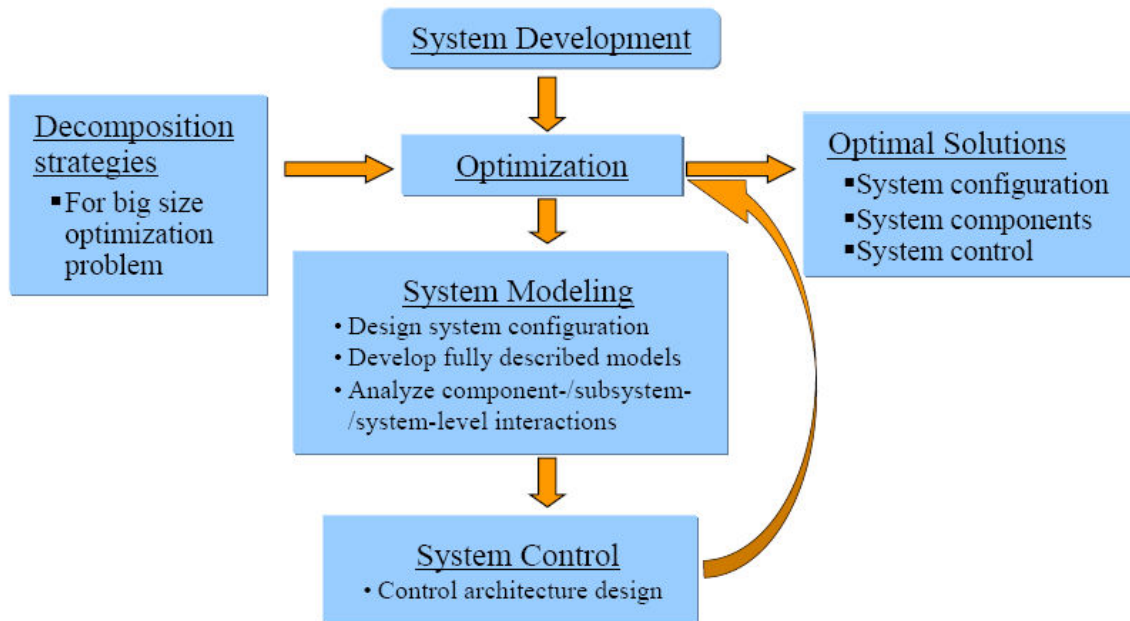 System Development
Decomposition
strategies
▪For big size
optimization
problem
Optimization
Optimal Solutions
▪System configuration
▪System components
▪System control
System Modeling
• Design system configuration
• Develop fully described models
• Analyze component-/subsystem-
/system-level interactions
System Control
• Control architecture design